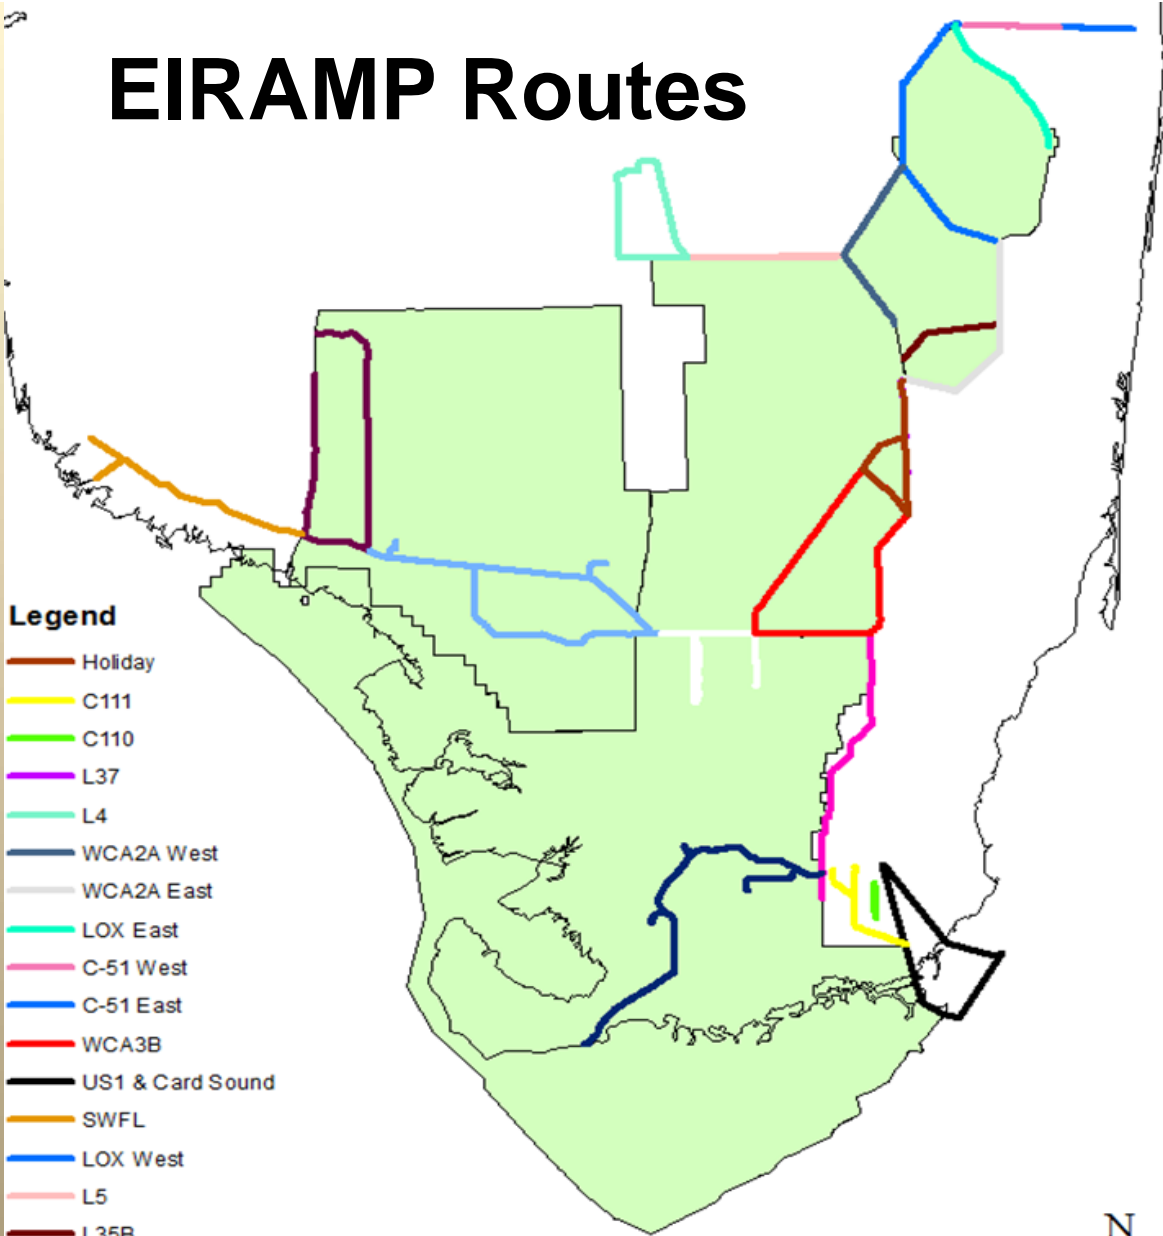 EIRAMP Routes
Legend
Holiday
C111
C110
L37
L4
WCA2A West
WCA2A East
LOX East
C-51 West
C-51 East
WCA3B
US1 & Card Sound
SWFL
LOX West
L5
L35B
N